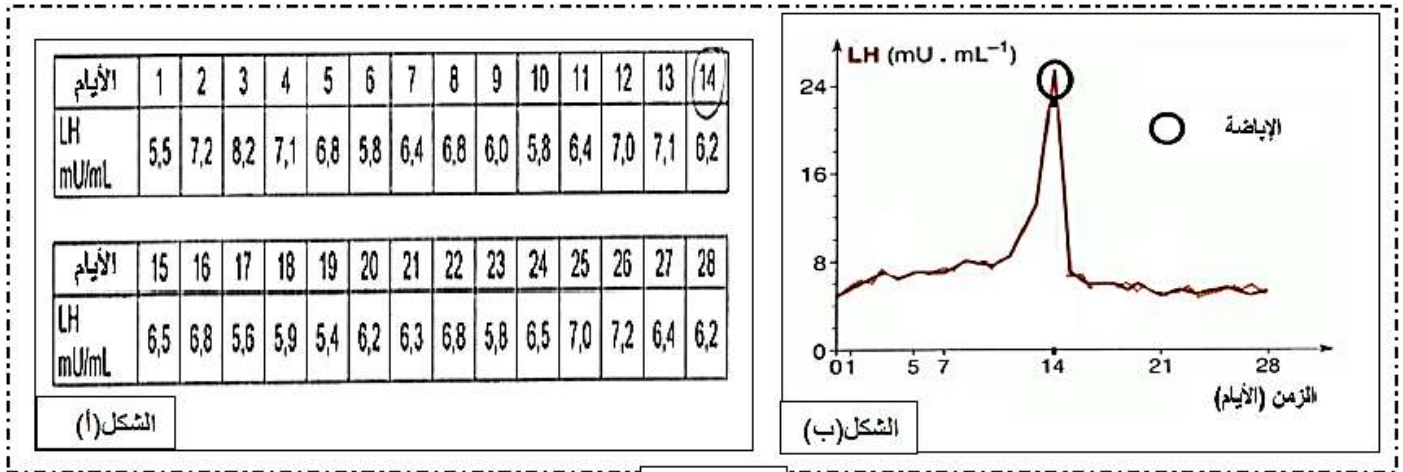 الأيام 1 2 3 4 5 6 7 8 9 10 11 12 13 14
LH mU/mL 5,5 7,2 8,2 7,1 6,8 5,8 6,4 6,8 6,0 5,8 6,4 7,0 7,1 6,2
الأيام 15 16 17 18 19 20 21 22 23 24 25 26 27 28
LH mU/mL 6,5 6,8 5,6 5,9 5,4 6,2 6,3 6,8 5,8 6,5 7,0 7,2 6,4 6,2
الشكل(أ)
LH (mU . mL⁻¹)
24
16
8
0
0 1 5 7 14 21 28
الإباضة
الزمن (الأيام)
الشكل(ب)